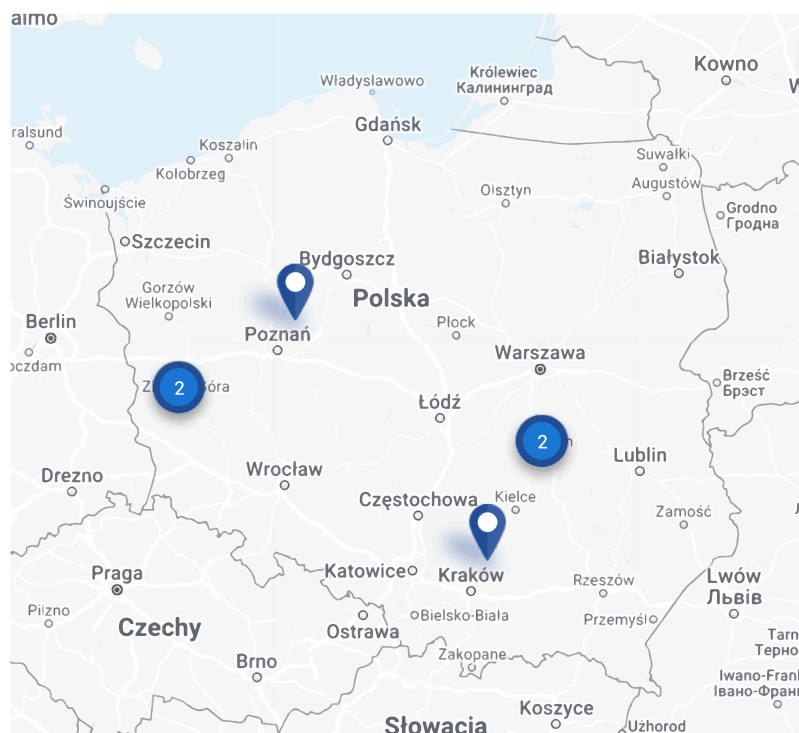 Kowno
Królewiec
Калининград
Władysławowo
Gdańsk
ralsund
Koszalin
Kołobrzeg
Suwałki
Augustów
Olsztyn
Świnoujście
Grodno
Гродна
Szczecin
Bydgoszcz
Białystok
Gorzów
Wielkopolski
Polska
Berlin
Płock
Poznań
Warszawa
oczdam
Brześć
Брэст
2
Łódź
2
Wrocław
Lublin
Drezno
Częstochowa
Kielce
Zamość
Praga
Katowice
Kraków
Rzeszów
Lwów
Львів
Pilzno
Bielsko-Biała
Przemyśl
Czechy
Ostrawa
Tarn
Терно
Brno
Zakopane
Iwano-Frank
Івано-Франк
Koszyce
Słowacja
Użhorod